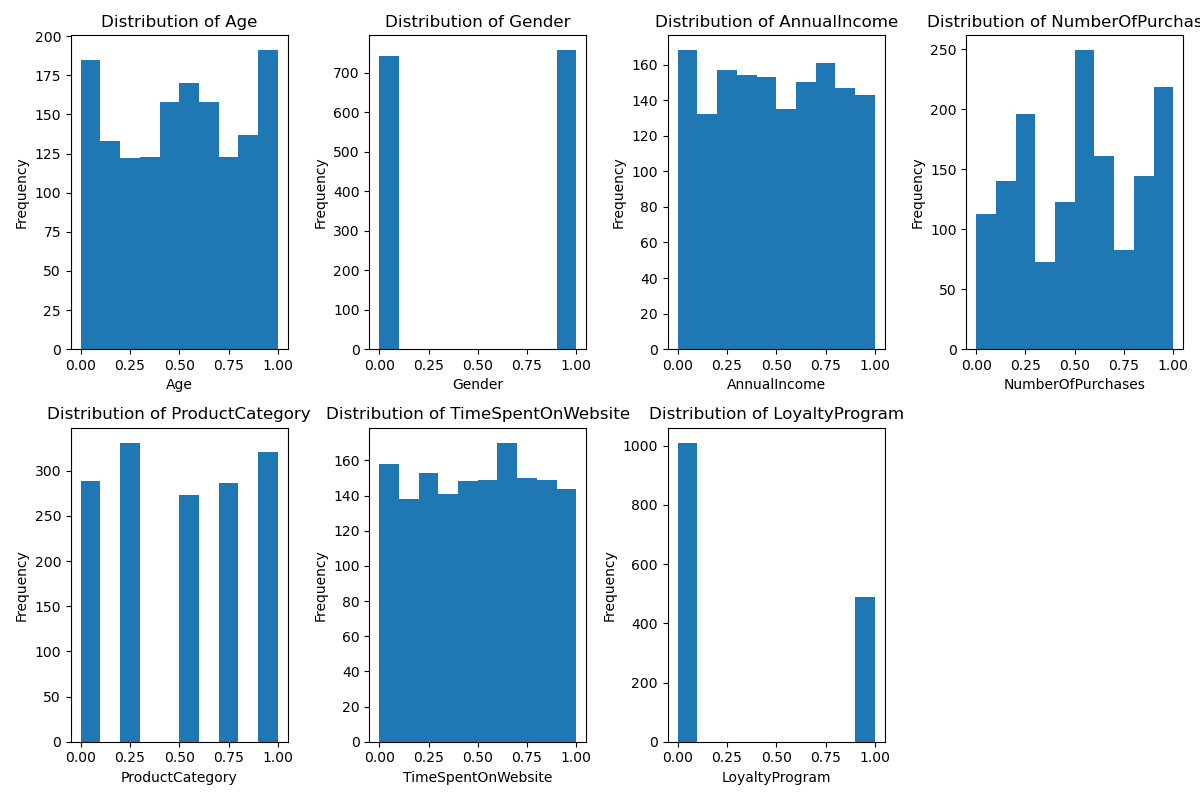 Distribution of Age
200
175
150
125
100
75
50
25
0
Frequency
0.00 0.25 0.50 0.75 1.00
Age
Distribution of Gender
700
600
500
400
300
200
100
0
Frequency
0.00 0.25 0.50 0.75 1.00
Gender
Distribution of AnnualIncome
160
140
120
100
80
60
40
20
0
Frequency
0.00 0.25 0.50 0.75 1.00
AnnualIncome
Distribution of NumberOfPurchas
250
200
150
100
50
0
Frequency
0.00 0.25 0.50 0.75 1.00
NumberOfPurchases
Distribution of ProductCategory
300
250
200
150
100
50
0
Frequency
0.00 0.25 0.50 0.75 1.00
ProductCategory
Distribution of TimeSpentOnWebsite
160
140
120
100
80
60
40
20
0
Frequency
0.00 0.25 0.50 0.75 1.00
TimeSpentOnWebsite
Distribution of LoyaltyProgram
1000
800
600
400
200
0
Frequency
0.00 0.25 0.50 0.75 1.00
LoyaltyProgram